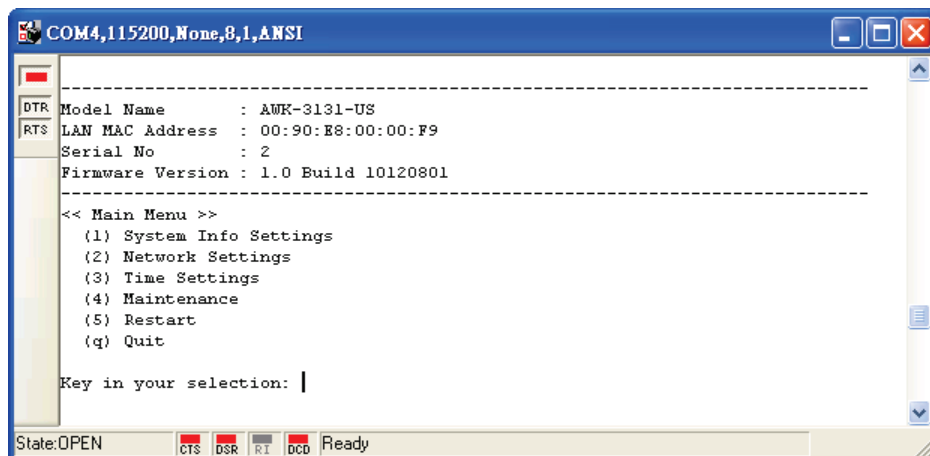 COM4,115200,None,8,1,ANSI
DTR
RTS
--------------------------------------------------------------------------
Model Name : AWK-3131-US
LAN MAC Address : 00:90:E8:00:00:F9
Serial No : 2
Firmware Version : 1.0 Build 10120801
--------------------------------------------------------------------------
<< Main Menu >>
(1) System Info Settings
(2) Network Settings
(3) Time Settings
(4) Maintenance
(5) Restart
(q) Quit
Key in your selection:
State:OPEN CTS DSR RI DCD Ready